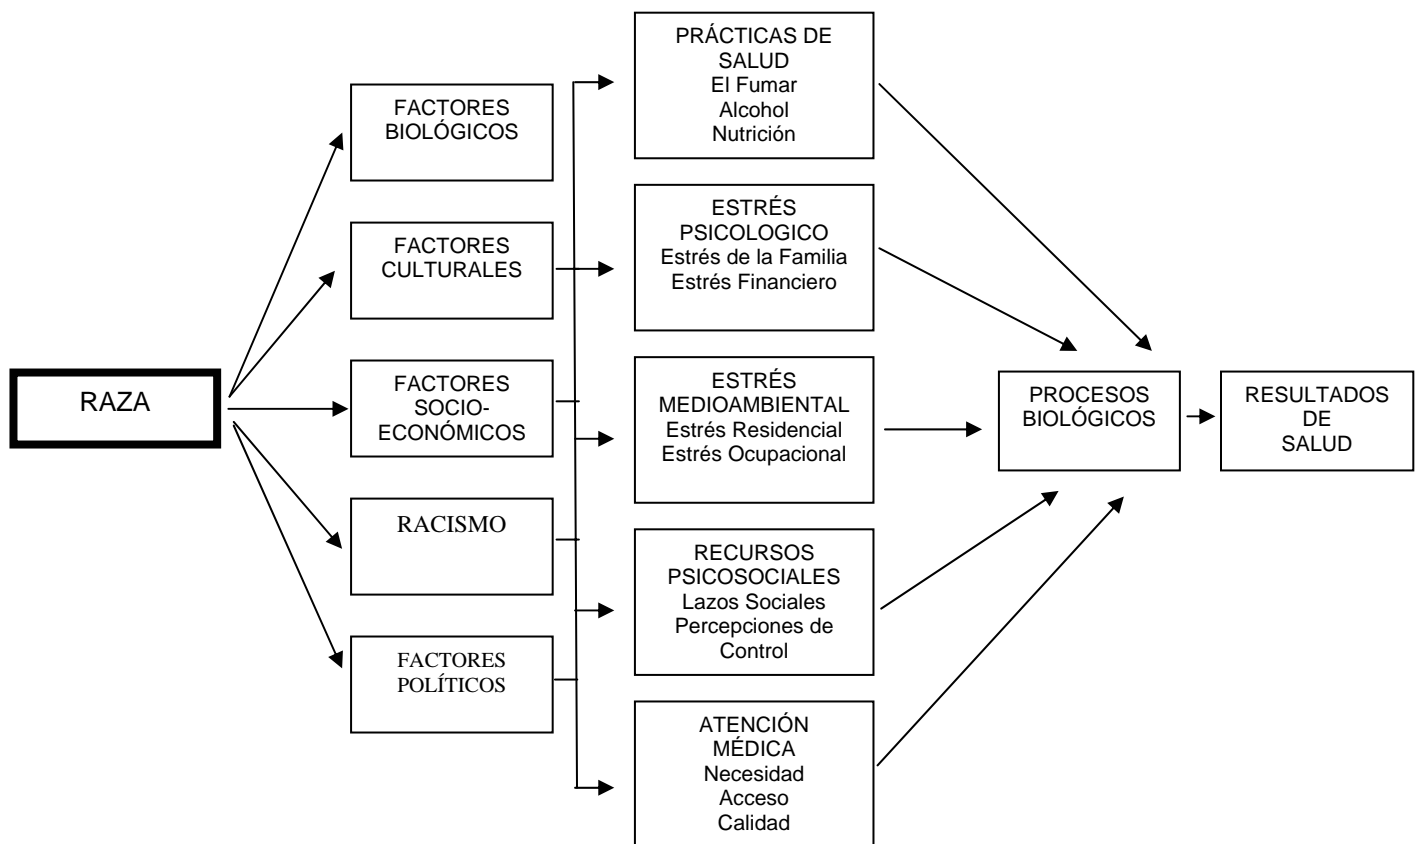 RAZA
FACTORES
BIOLÓGICOS
FACTORES
CULTURALES
FACTORES
SOCIO-
ECONÓMICOS
RACISMO
FACTORES
POLÍTICOS
PRÁCTICAS DE
SALUD
El Fumar
Alcohol
Nutrición
ESTRÉS
PSICOLOGICO
Estrés de la Familia
Estrés Financiero
ESTRÉS
MEDIOAMBIENTAL
Estrés Residencial
Estrés Ocupacional
RECURSOS
PSICOSOCIALES
Lazos Sociales
Percepciones de
Control
ATENCIÓN
MÉDICA
Necesidad
Acceso
Calidad
PROCESOS
BIOLÓGICOS
RESULTADOS
DE
SALUD